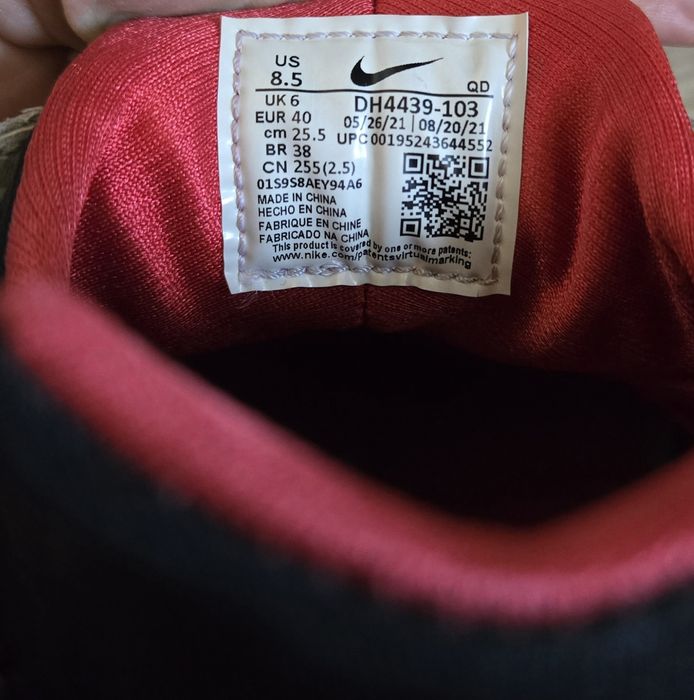 US
8.5
QD
UK 6
DH4439-103
EUR 40
05/26/21 | 08/20/21
cm 25.5
UPC 00195243644552
BR 38
CN 255(2.5)
01S9S8AEY94A6
MADE IN CHINA
HECHO EN CHINA
FABRIQUE EN CHINE
FABRICADO NA CHINA
This product is covered by one or more patents:
www.nike.com/patentsvirtualmarking